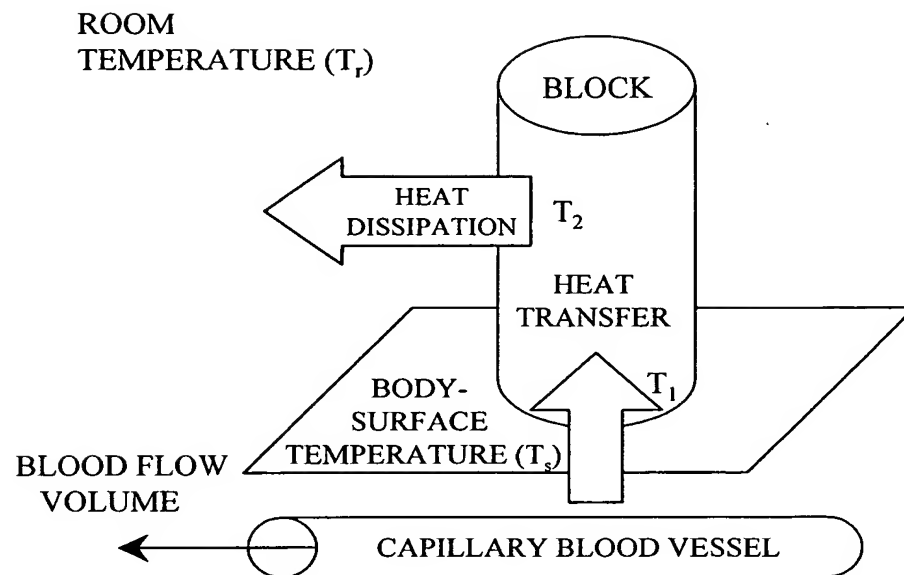 ROOM
TEMPERATURE (Tᵣ)
BLOCK
HEAT
DISSIPATION
T₂
HEAT
TRANSFER
T₁
BODY-
SURFACE
TEMPERATURE (Tₛ)
BLOOD FLOW
VOLUME
CAPILLARY BLOOD VESSEL